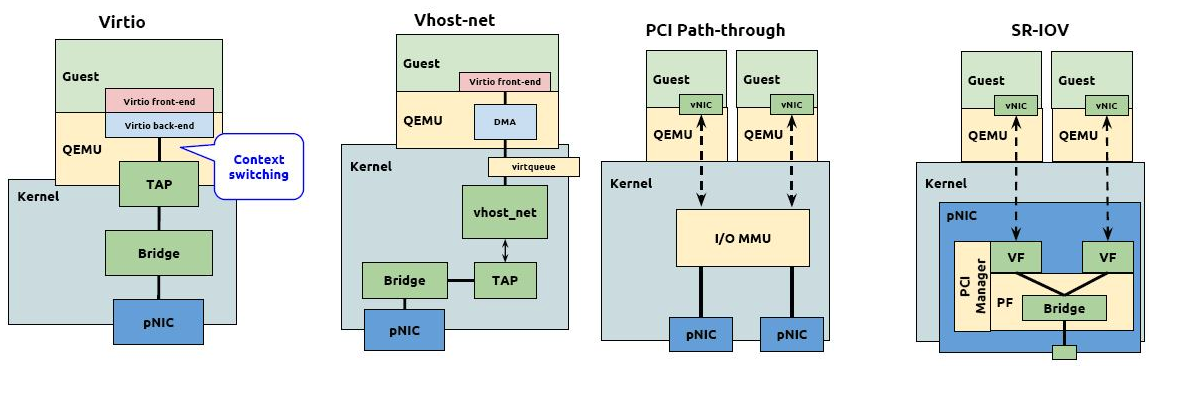 Virtio
Guest
Virtio front-end
Virtio back-end
QEMU
Context
switching
TAP
Kernel
Bridge
pNIC
Vhost-net
Guest
Virtio front-end
QEMU
DMA
Kernel
virtqueue
vhost_net
Bridge
TAP
pNIC
PCI Path-through
Guest
Guest
vNIC
vNIC
QEMU
QEMU
Kernel
I/O MMU
pNIC
pNIC
SR-IOV
Guest
Guest
vNIC
vNIC
QEMU
QEMU
Kernel
pNIC
VF
VF
PCI
Manager
PF
Bridge